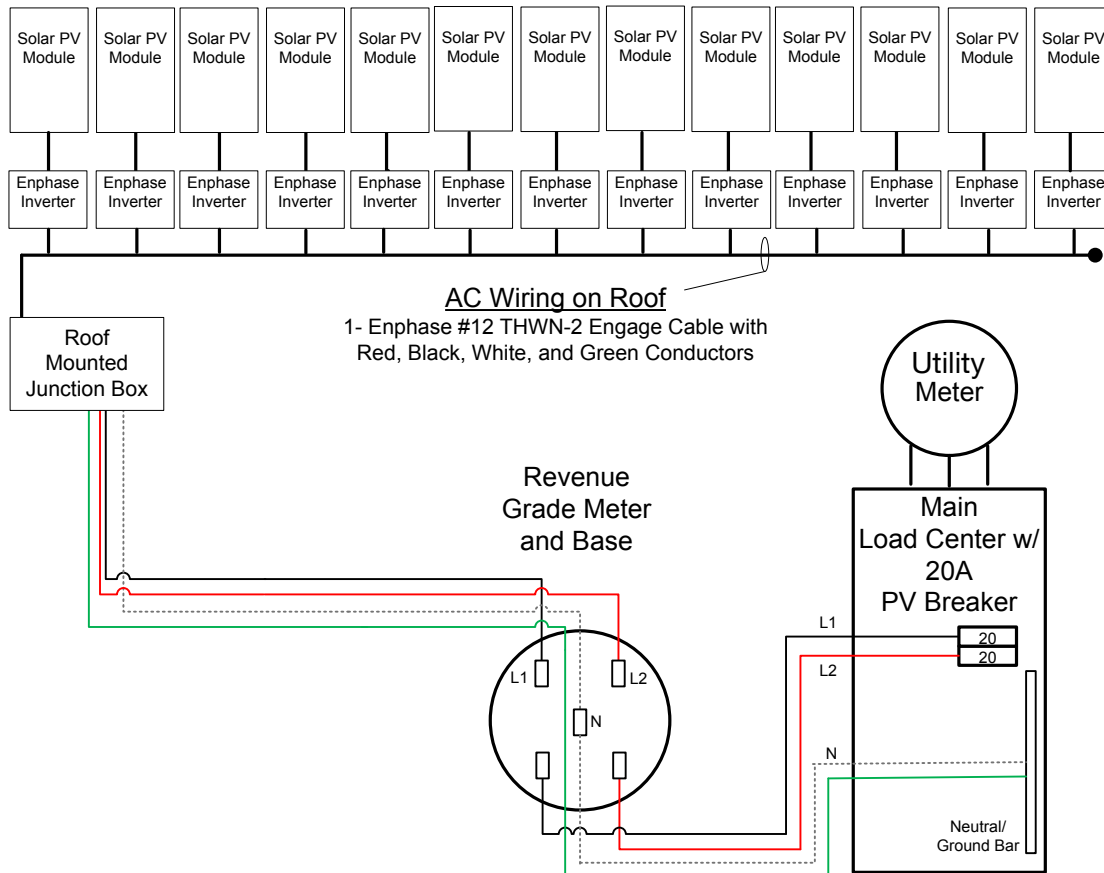 Solar PV Module
Solar PV Module
Solar PV Module
Solar PV Module
Solar PV Module
Solar PV Module
Solar PV Module
Solar PV Module
Solar PV Module
Solar PV Module
Solar PV Module
Solar PV Module
Solar PV Module
Enphase Inverter
Enphase Inverter
Enphase Inverter
Enphase Inverter
Enphase Inverter
Enphase Inverter
Enphase Inverter
Enphase Inverter
Enphase Inverter
Enphase Inverter
Enphase Inverter
Enphase Inverter
Enphase Inverter
AC Wiring on Roof
1- Enphase #12 THWN-2 Engage Cable with
Red, Black, White, and Green Conductors
Roof
Mounted
Junction Box
Utility
Meter
Revenue
Grade Meter
and Base
Main
Load Center w/
20A
PV Breaker
L1
L2
N
L1
20
20
L2
N
Neutral/
Ground Bar